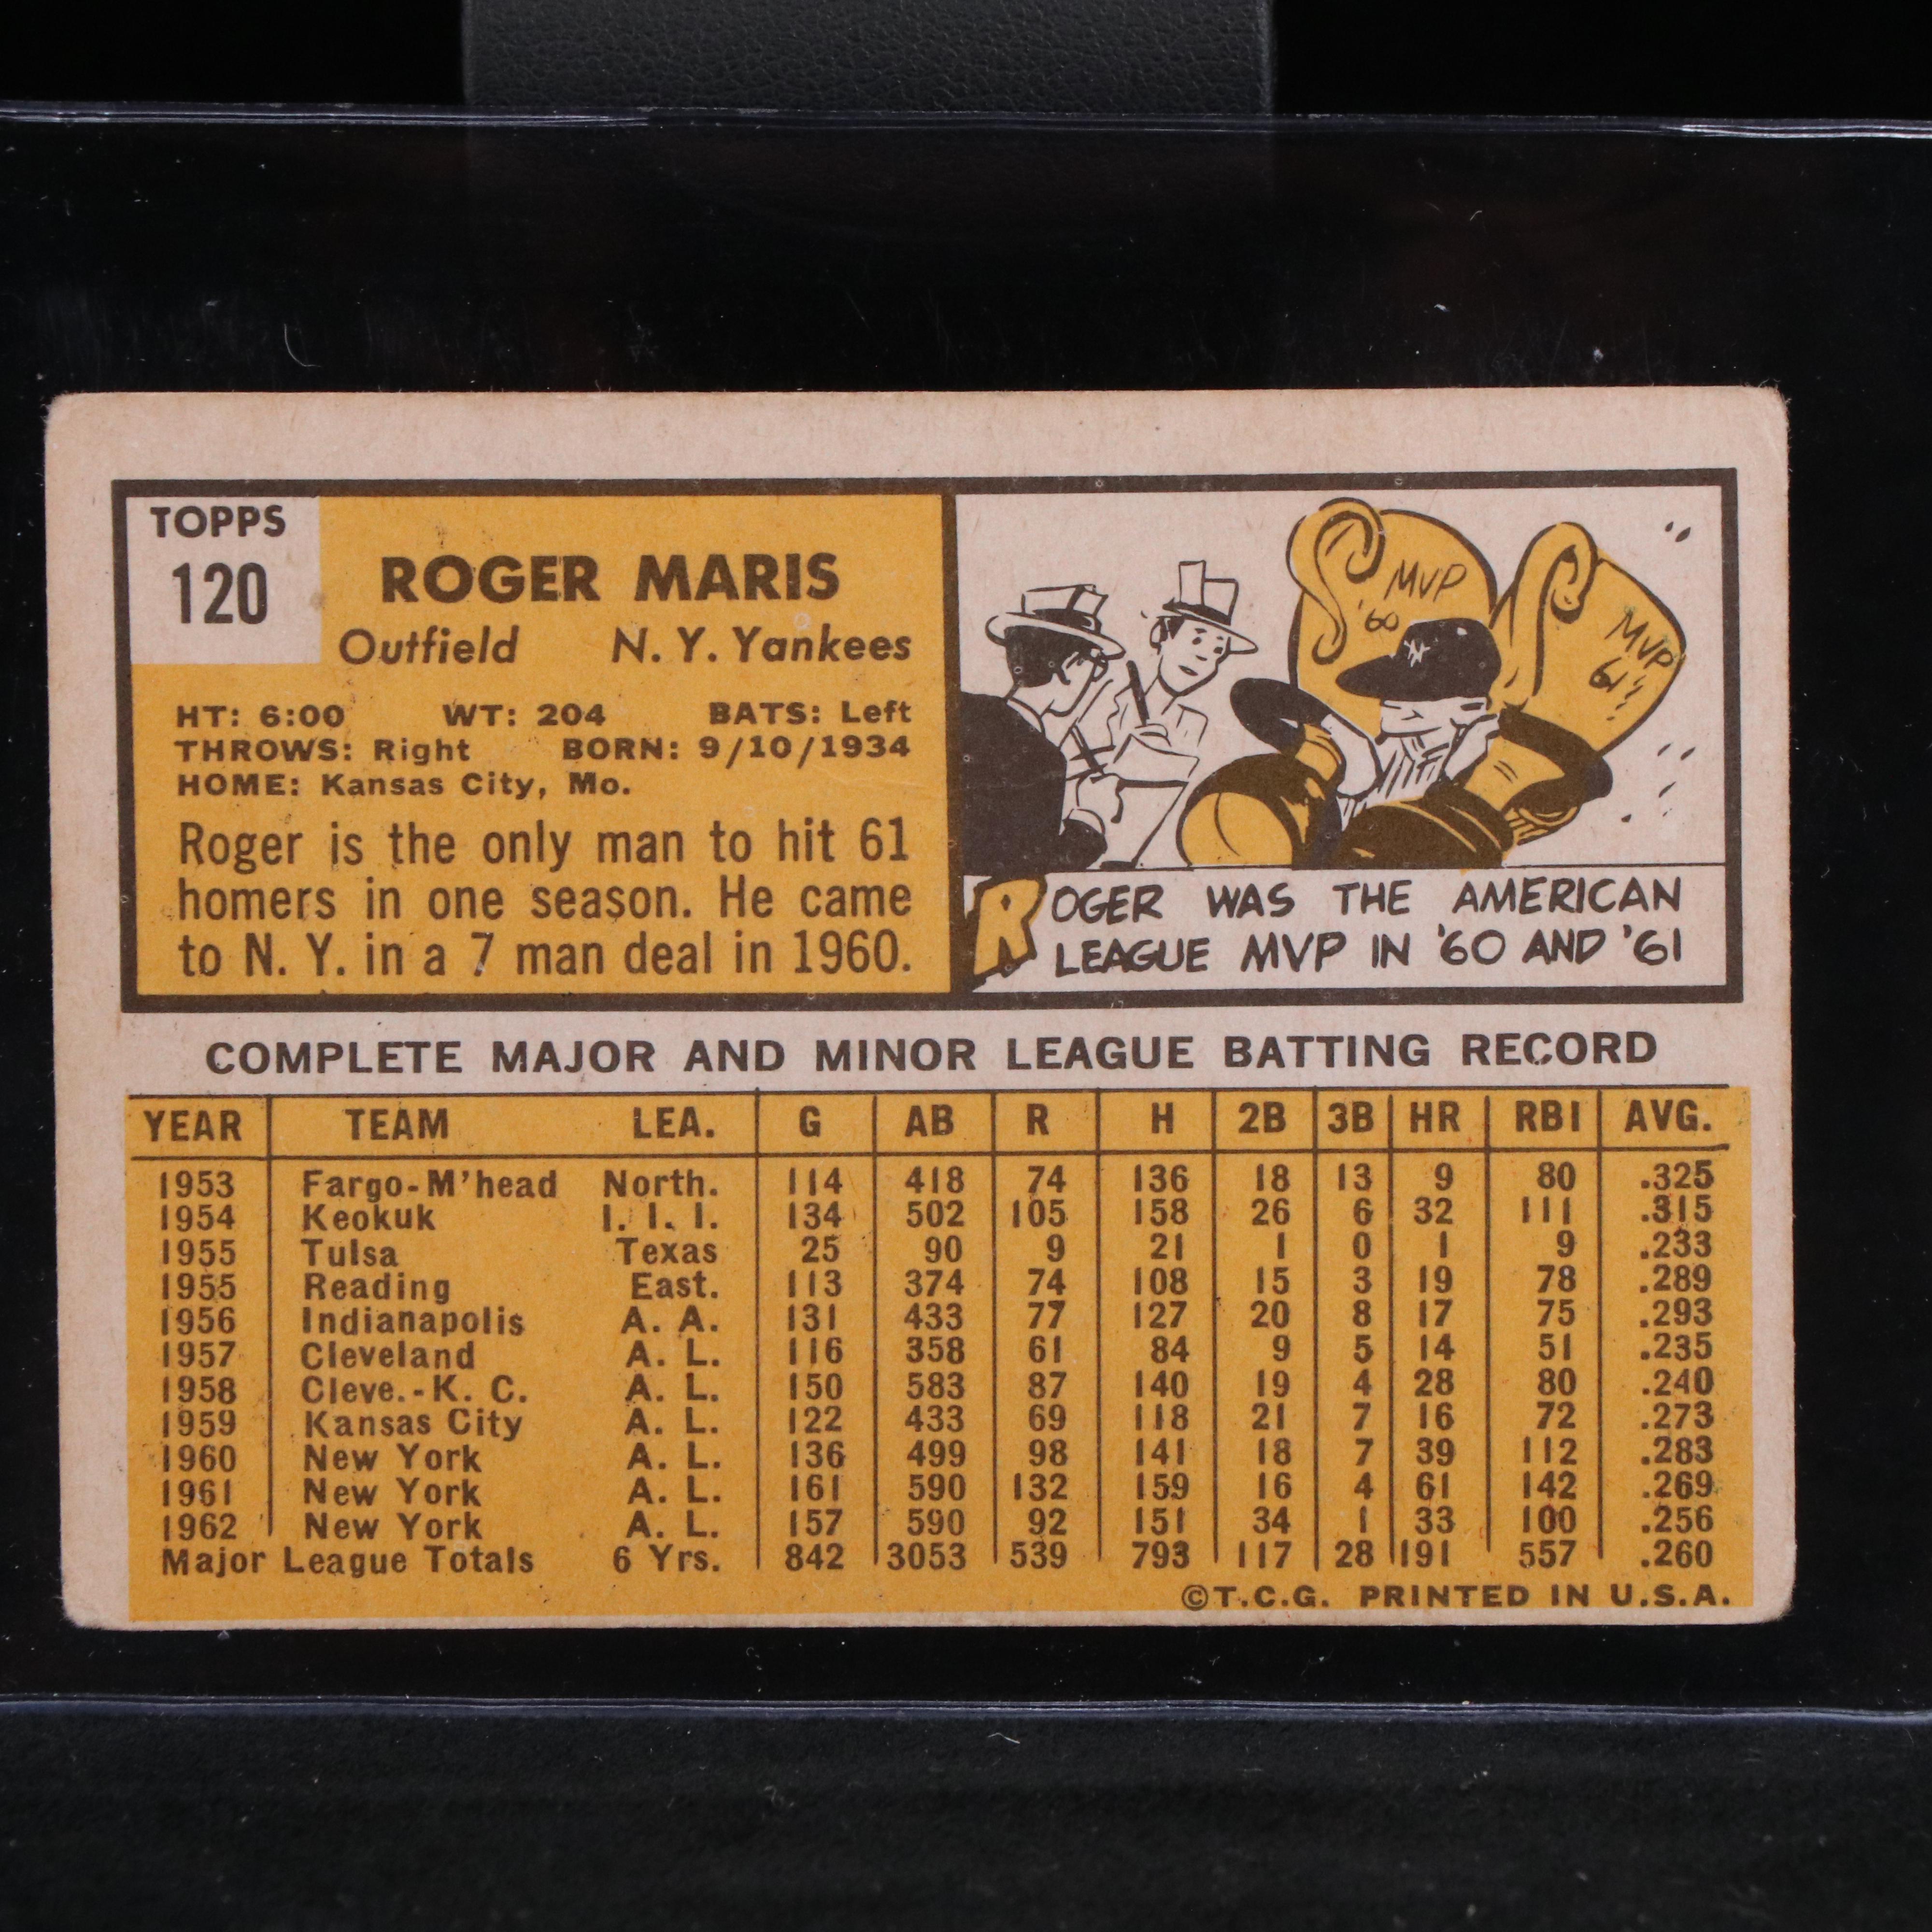 TOPPS
120
ROGER MARIS
Outfield N. Y. Yankees
HT: 6:00 WT: 204 BATS: Left
THROWS: Right BORN: 9/10/1934
HOME: Kansas City, Mo.
Roger is the only man to hit 61
homers in one season. He came
to N. Y. in a 7 man deal in 1960.
MVP
'60
MVP
61
ROGER WAS THE AMERICAN
LEAGUE MVP IN '60 AND '61
COMPLETE MAJOR AND MINOR LEAGUE BATTING RECORD
YEAR TEAM LEA. G AB R H 2B 3B HR RBI AVG.
1953 Fargo-M'head North. 114 418 74 136 18 13 9 80 .325
1954 Keokuk I. I. I. 134 502 105 158 26 6 32 111 .315
1955 Tulsa Texas 25 90 9 21 1 0 1 9 .233
1955 Reading East. 113 374 74 108 15 3 19 78 .289
1956 Indianapolis A. A. 131 433 77 127 20 8 17 75 .293
1957 Cleveland A. L. 116 358 61 84 9 5 14 51 .235
1958 Cleve.-K. C. A. L. 150 583 87 140 19 4 28 80 .240
1959 Kansas City A. L. 122 433 69 118 21 7 16 72 .273
1960 New York A. L. 136 499 98 141 18 7 39 112 .283
1961 New York A. L. 161 590 132 159 16 4 61 142 .269
1962 New York A. L. 157 590 92 151 34 1 33 100 .256
Major League Totals 6 Yrs. 842 3053 539 793 117 28 191 557 .260
©T.C.G. PRINTED IN U.S.A.